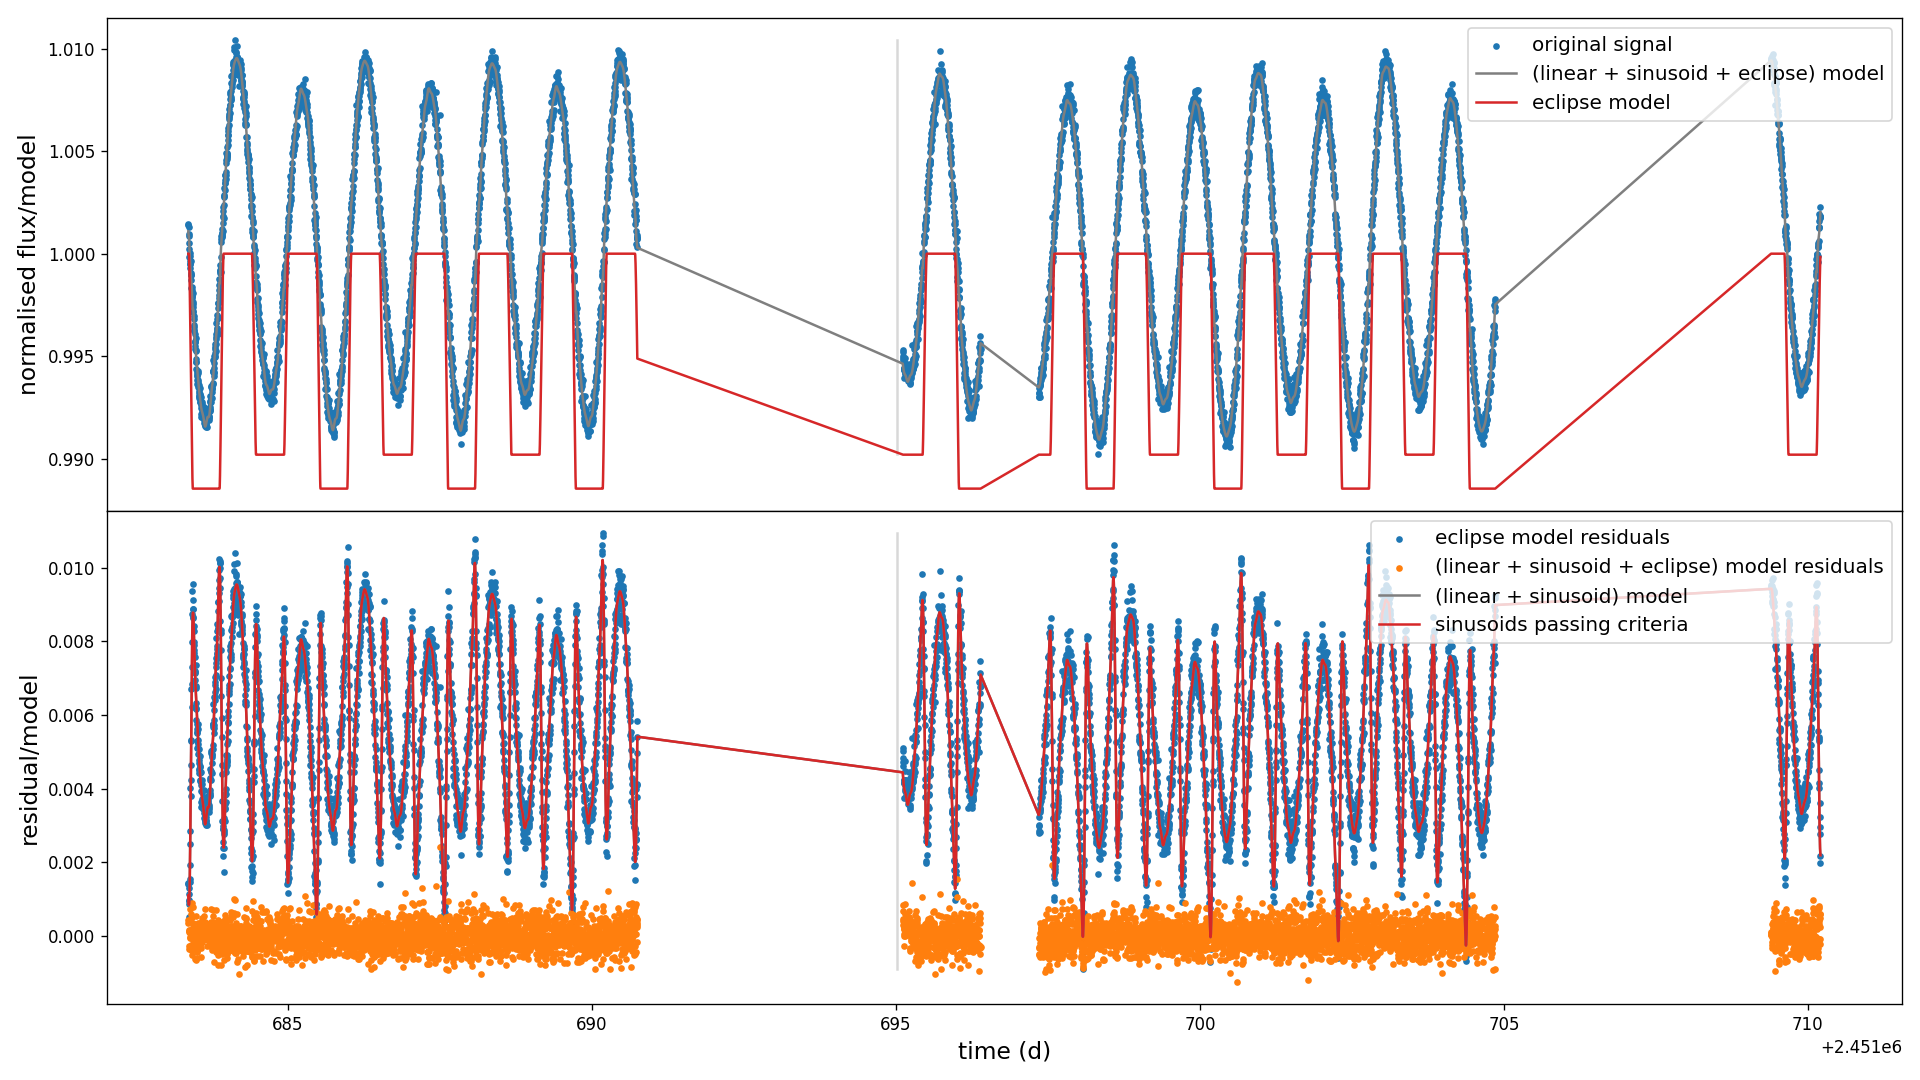 original signal
(linear + sinusoid + eclipse) model
eclipse model
normalised flux/model
1.010
1.005
1.000
0.995
0.990
eclipse model residuals
(linear + sinusoid + eclipse) model residuals
(linear + sinusoid) model
sinusoids passing criteria
residual/model
0.010
0.008
0.006
0.004
0.002
0.000
685
690
695
700
705
710
+2.451e6
time (d)